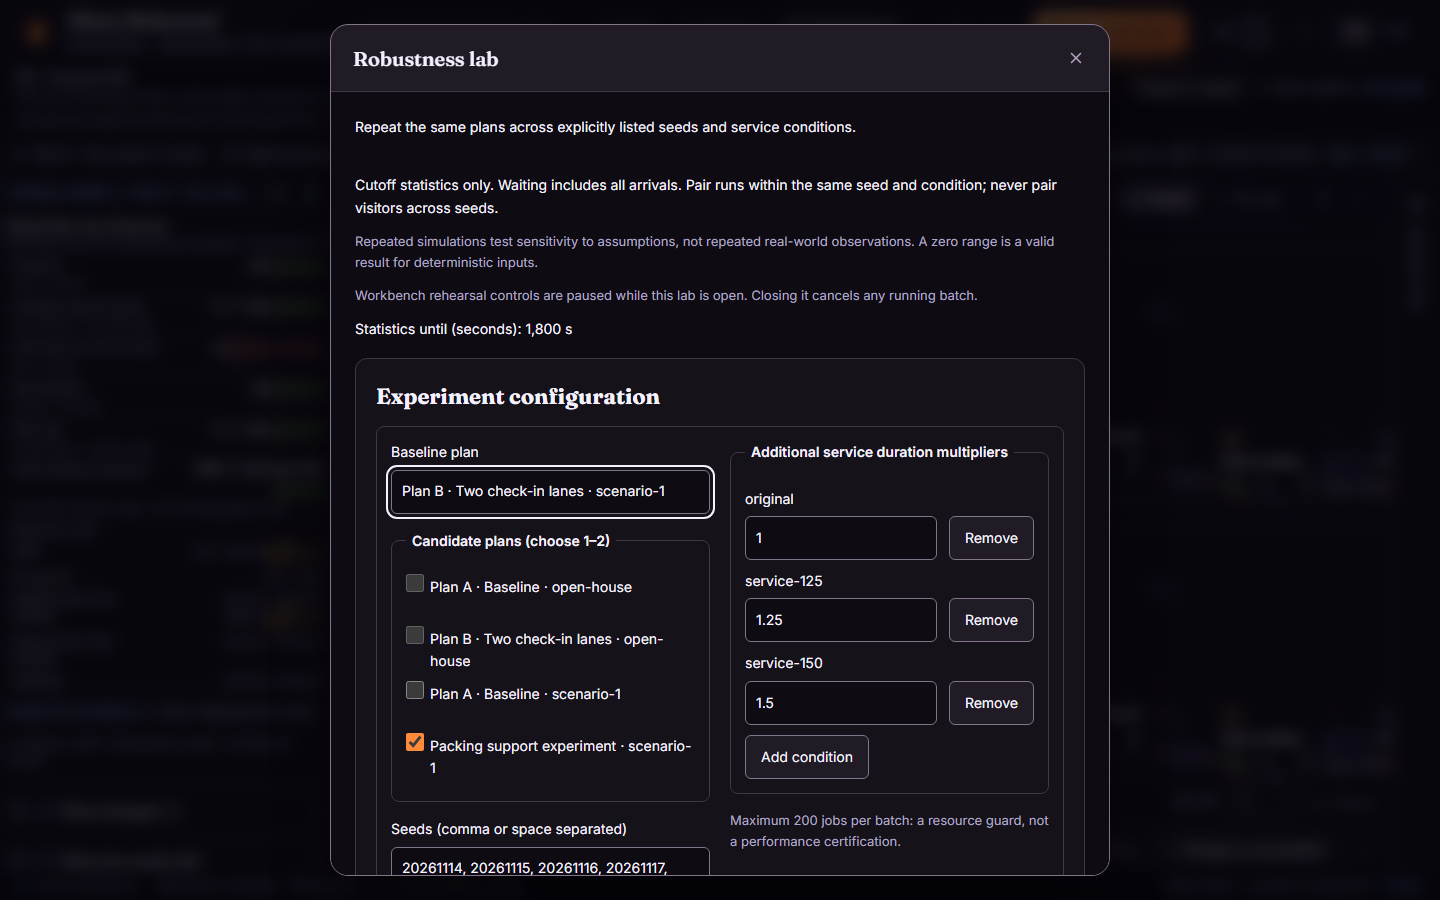 Robustness lab
Repeat the same plans across explicitly listed seeds and service conditions.
Cutoff statistics only. Waiting includes all arrivals. Pair runs within the same seed and condition; never pair
visitors across seeds.
Repeated simulations test sensitivity to assumptions, not repeated real-world observations. A zero range is a valid
result for deterministic inputs.
Workbench rehearsal controls are paused while this lab is open. Closing it cancels any running batch.
Statistics until (seconds): 1,800 s
Experiment configuration
Baseline plan
Plan B · Two check-in lanes · scenario-1
Candidate plans (choose 1–2)
Plan A · Baseline · open-house
Plan B · Two check-in lanes · open-
house
Plan A · Baseline · scenario-1
Packing support experiment · scenario-
1
Seeds (comma or space separated)
20261114, 20261115, 20261116, 20261117,
Additional service duration multipliers
original
1
Remove
service-125
1.25
Remove
service-150
1.5
Remove
Add condition
Maximum 200 jobs per batch: a resource guard, not
a performance certification.